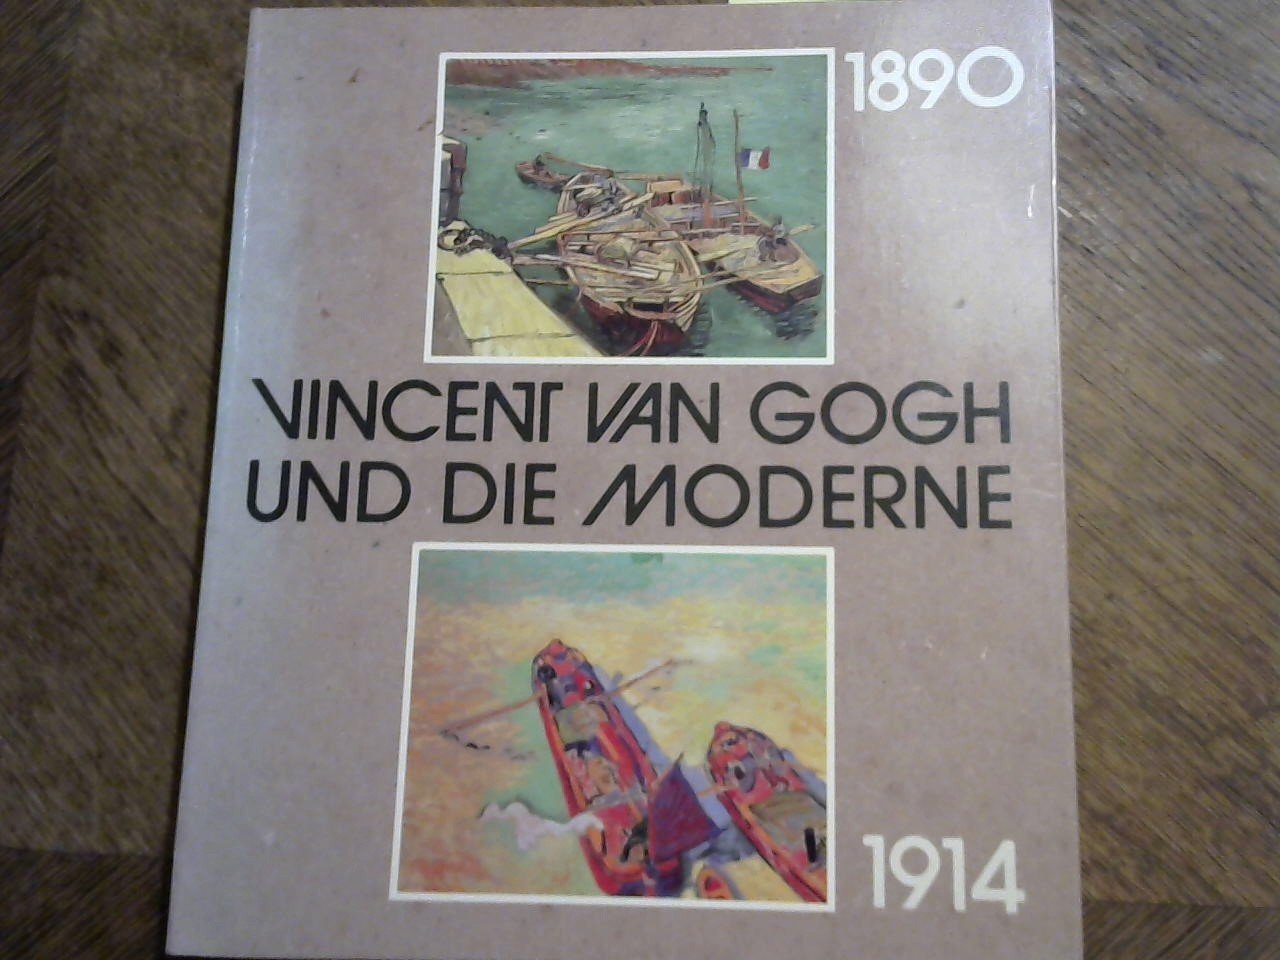 1890
VINCENT VAN GOGH
UND DIE MODERNE
1914